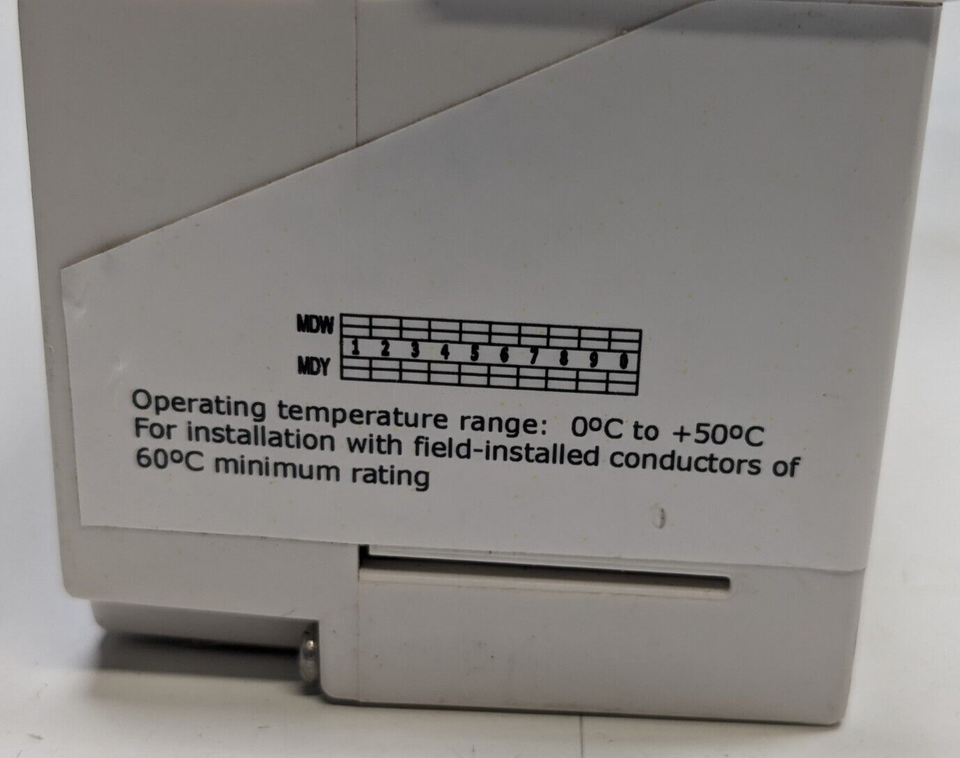 MDW
1 2 3 4 5 6 7 8 9 0
MDY
Operating temperature range: 0ºC to +50ºC
For installation with field-installed conductors of
60ºC minimum rating